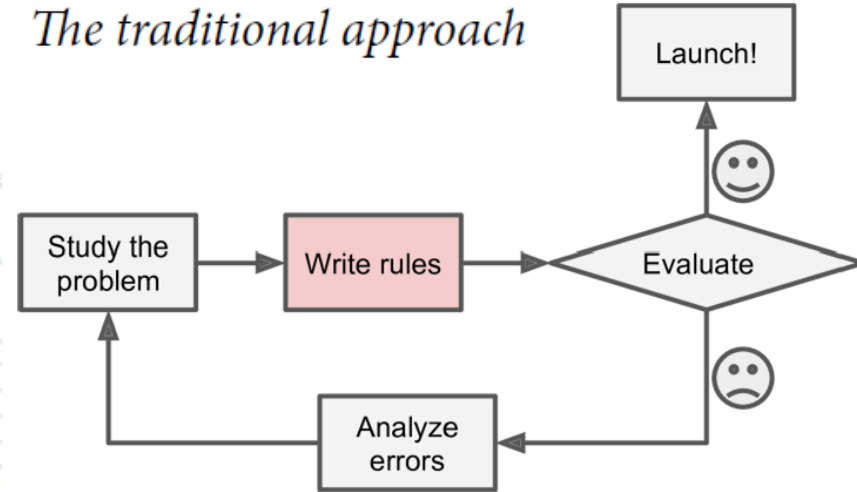 The traditional approach
Launch!
Study the
problem
Write rules
Evaluate
Analyze
errors